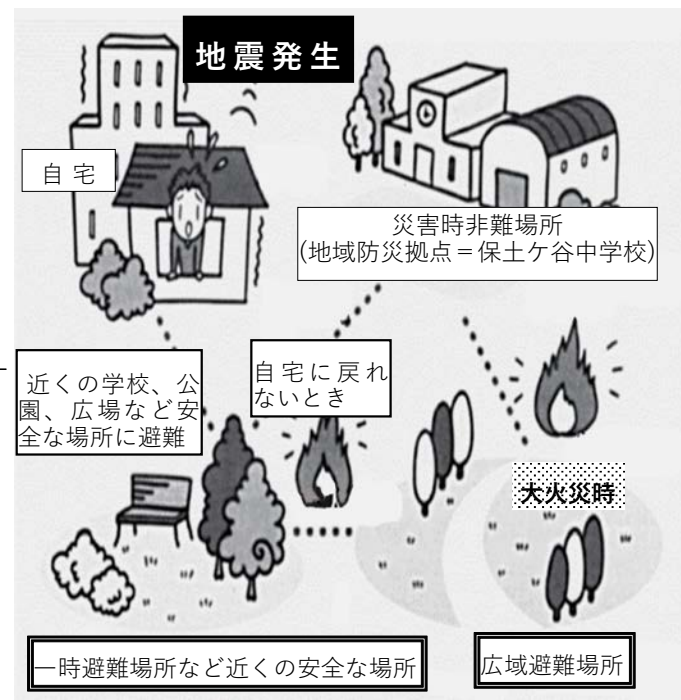 地震発生
自宅
災害時非難場所
(地域防災拠点＝保土ケ谷中学校)
近くの学校、公
園、広場など安
全な場所に避難
自宅に戻れ
ないとき
大火災時
一時避難場所など近くの安全な場所
広域避難場所